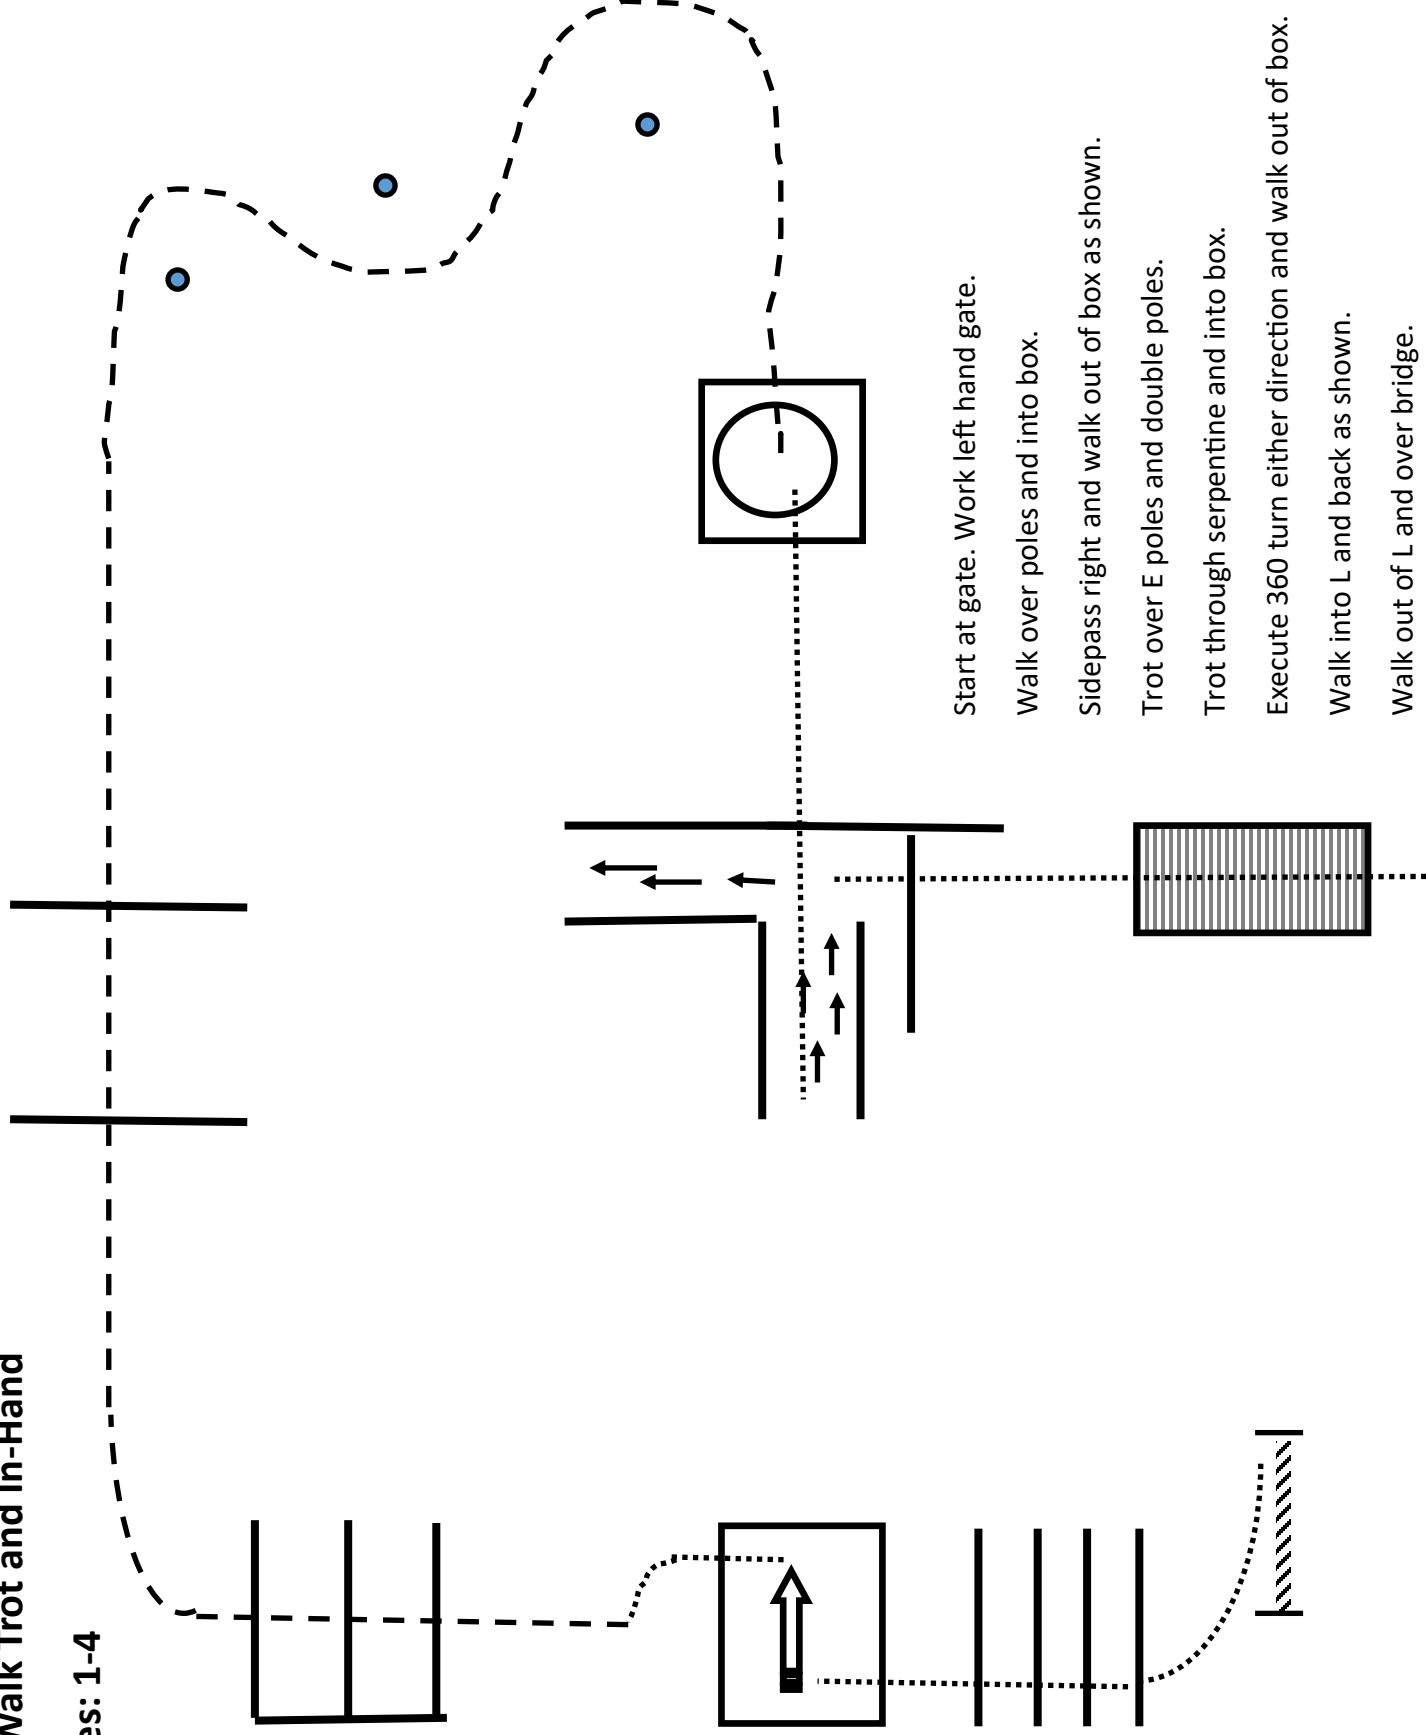 Walk Trot and In-Hand
1-4
Start at gate. Work left hand gate.
Walk over poles and into box.
Sidepass right and walk out of box as shown.
Trot over E poles and double poles.
Trot through serpentine and into box.
Execute 360 turn either direction and walk out of box.
Walk into L and back as shown.
Walk out of L and over bridge.